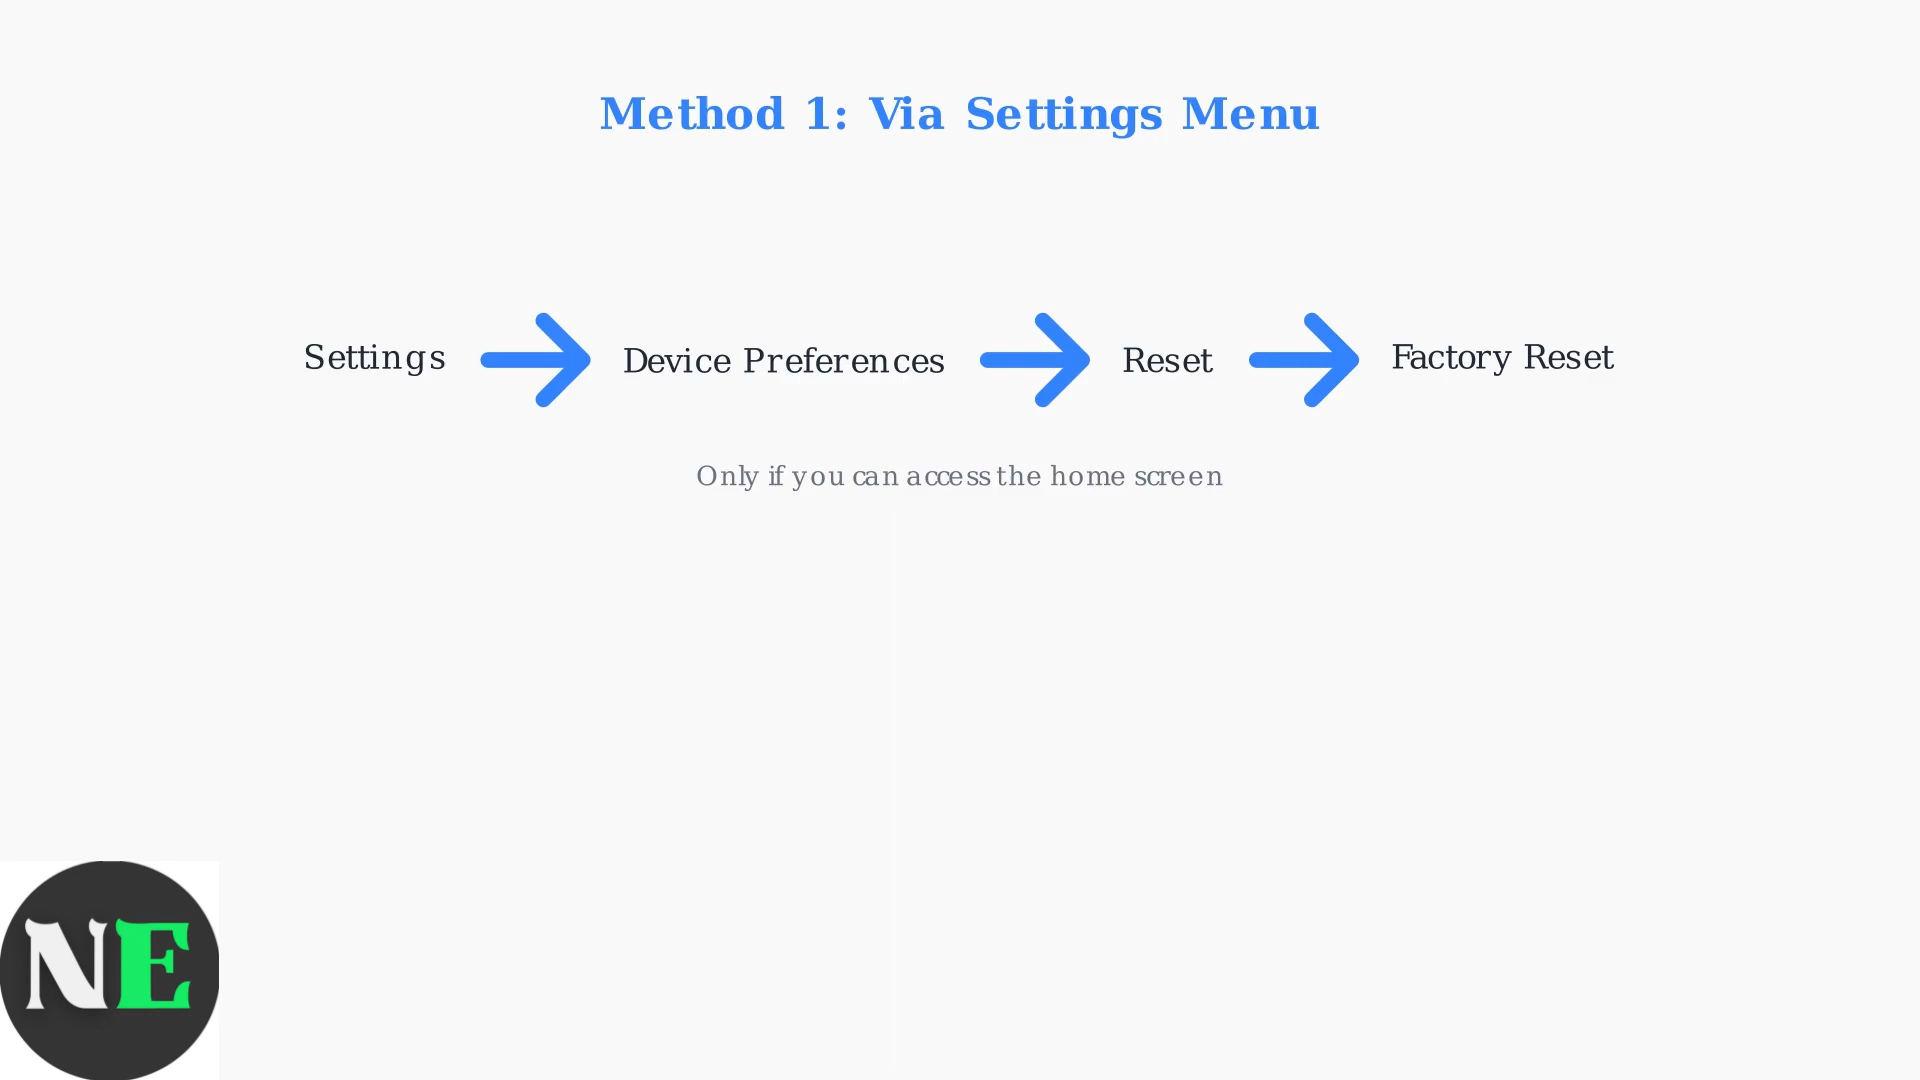 Method 1: Via Settings Menu
Settings → Device Preferences → Reset → Factory Reset
Only if you can access the home screen
NE